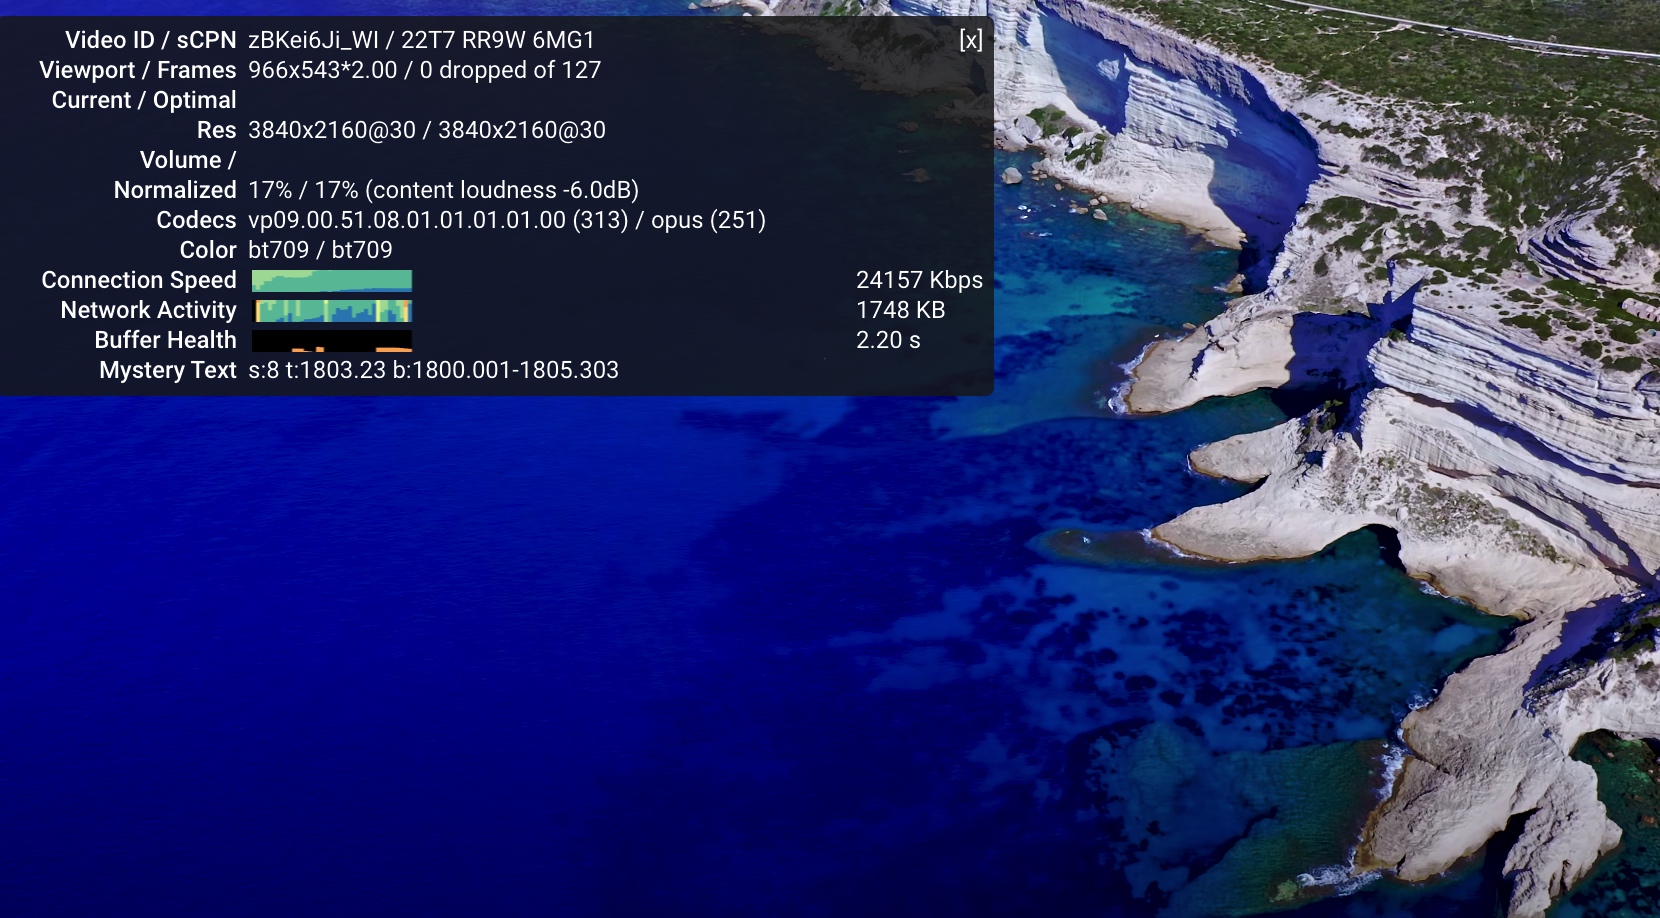 Video ID / sCPN zBKei6Ji_WI / 22T7 RR9W 6MG1 [x]
Viewport / Frames 966x543*2.00 / 0 dropped of 127
Current / Optimal
Res 3840x2160@30 / 3840x2160@30
Volume /
Normalized 17% / 17% (content loudness -6.0dB)
Codecs vp09.00.51.08.01.01.01.01.00 (313) / opus (251)
Color bt709 / bt709
Connection Speed 24157 Kbps
Network Activity 1748 KB
Buffer Health 2.20 s
Mystery Text s:8 t:1803.23 b:1800.001-1805.303